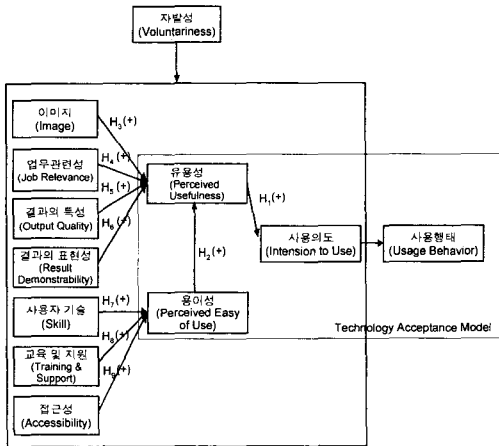 자발성
(Voluntariness)
이미지
(Image)
H3(+)
업무관련성
(Job Relevance)
H4(+)
H5(+)
결과의 특성
(Output Quality)
H6(+)
결과의 표현성
(Result
Demonstrability)
유용성
(Perceived
Usefulness)
H1(+)
H2(+)
사용의도
(Intention to Use)
사용행태
(Usage Behavior)
사용자 기술
(Skill)
H7(+)
용이성
(Perceived Easy
of Use)
H8(+)
교육 및 지원
(Training &
Support)
H9(+)
접근성
(Accessibility)
Technology Acceptance Model